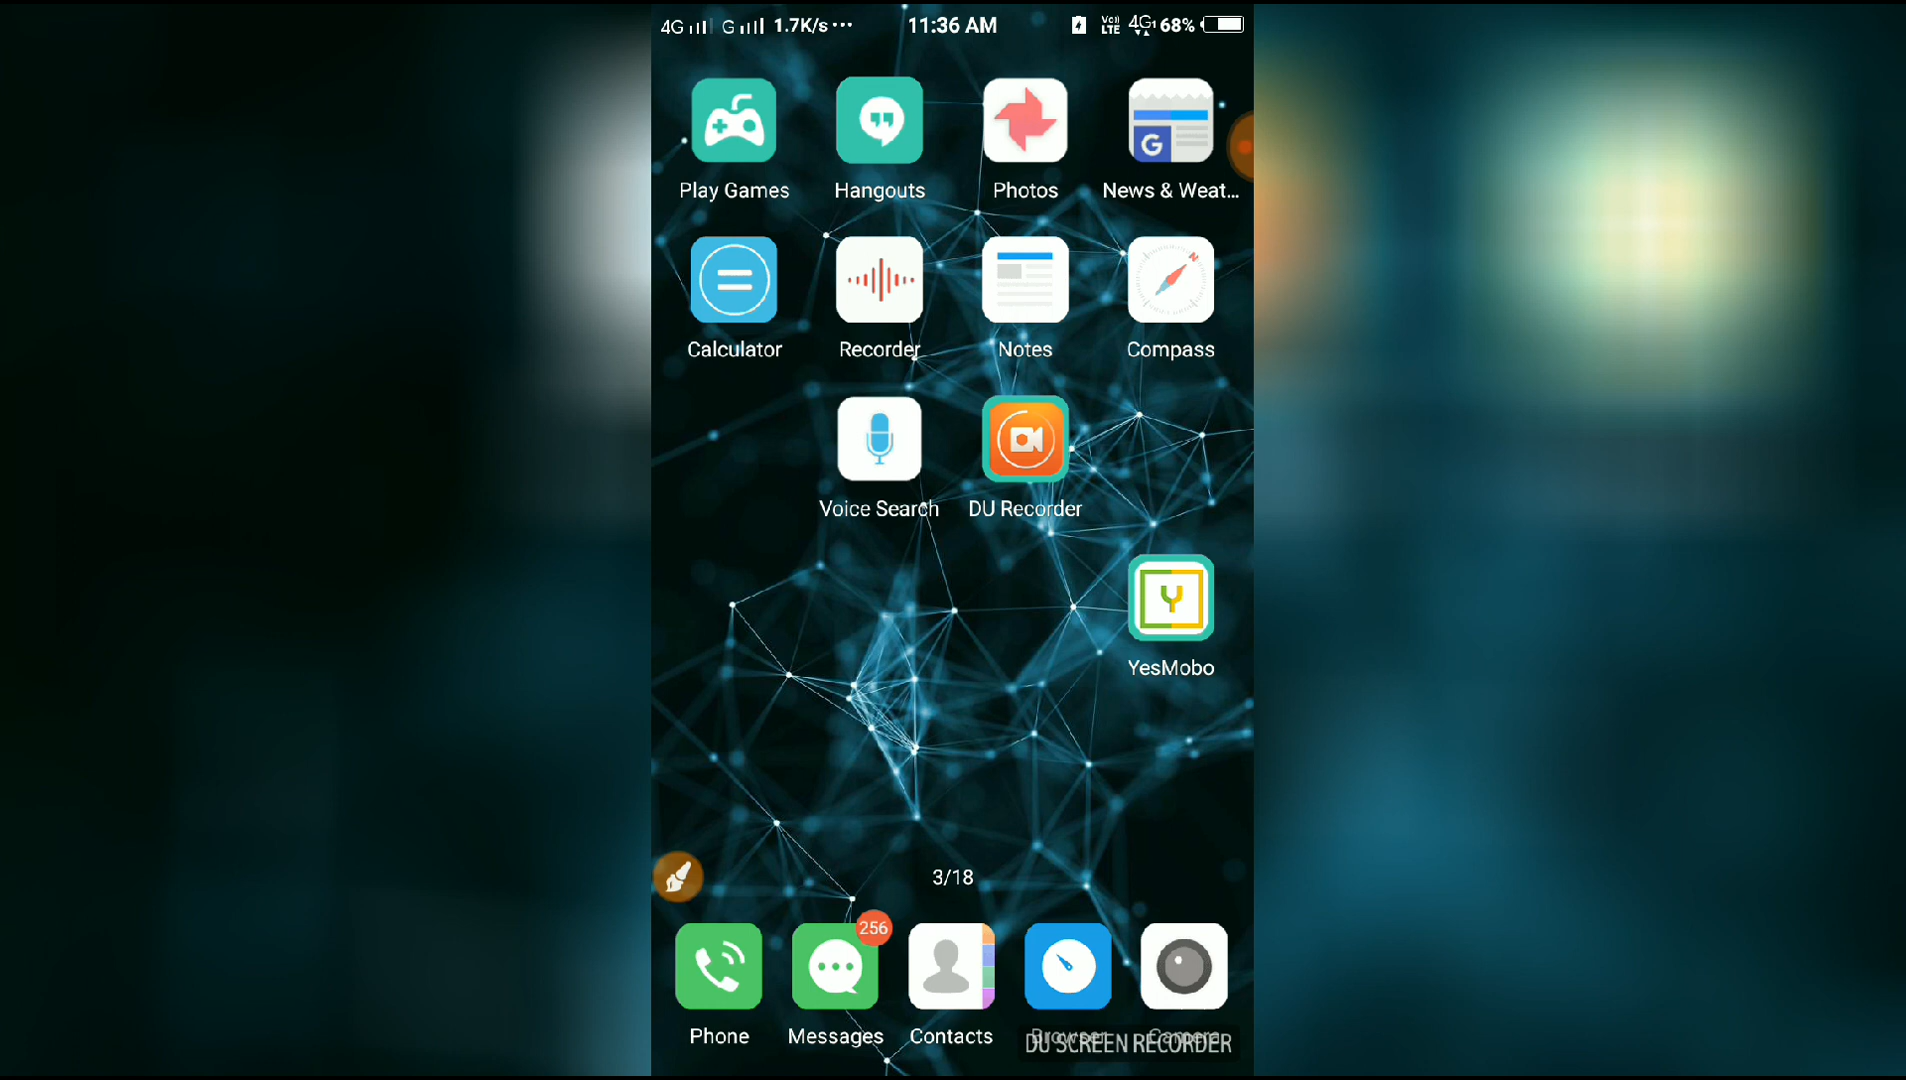 4G G 1.7K/s ... 11:36 AM VoLTE 4G 68%
Play Games Hangouts Photos News & Weat...
Calculator Recorder Notes Compass
Voice Search DU Recorder
YesMobo
3/18
256
Phone Messages Contacts Browser Camera
DU SCREEN RECORDER